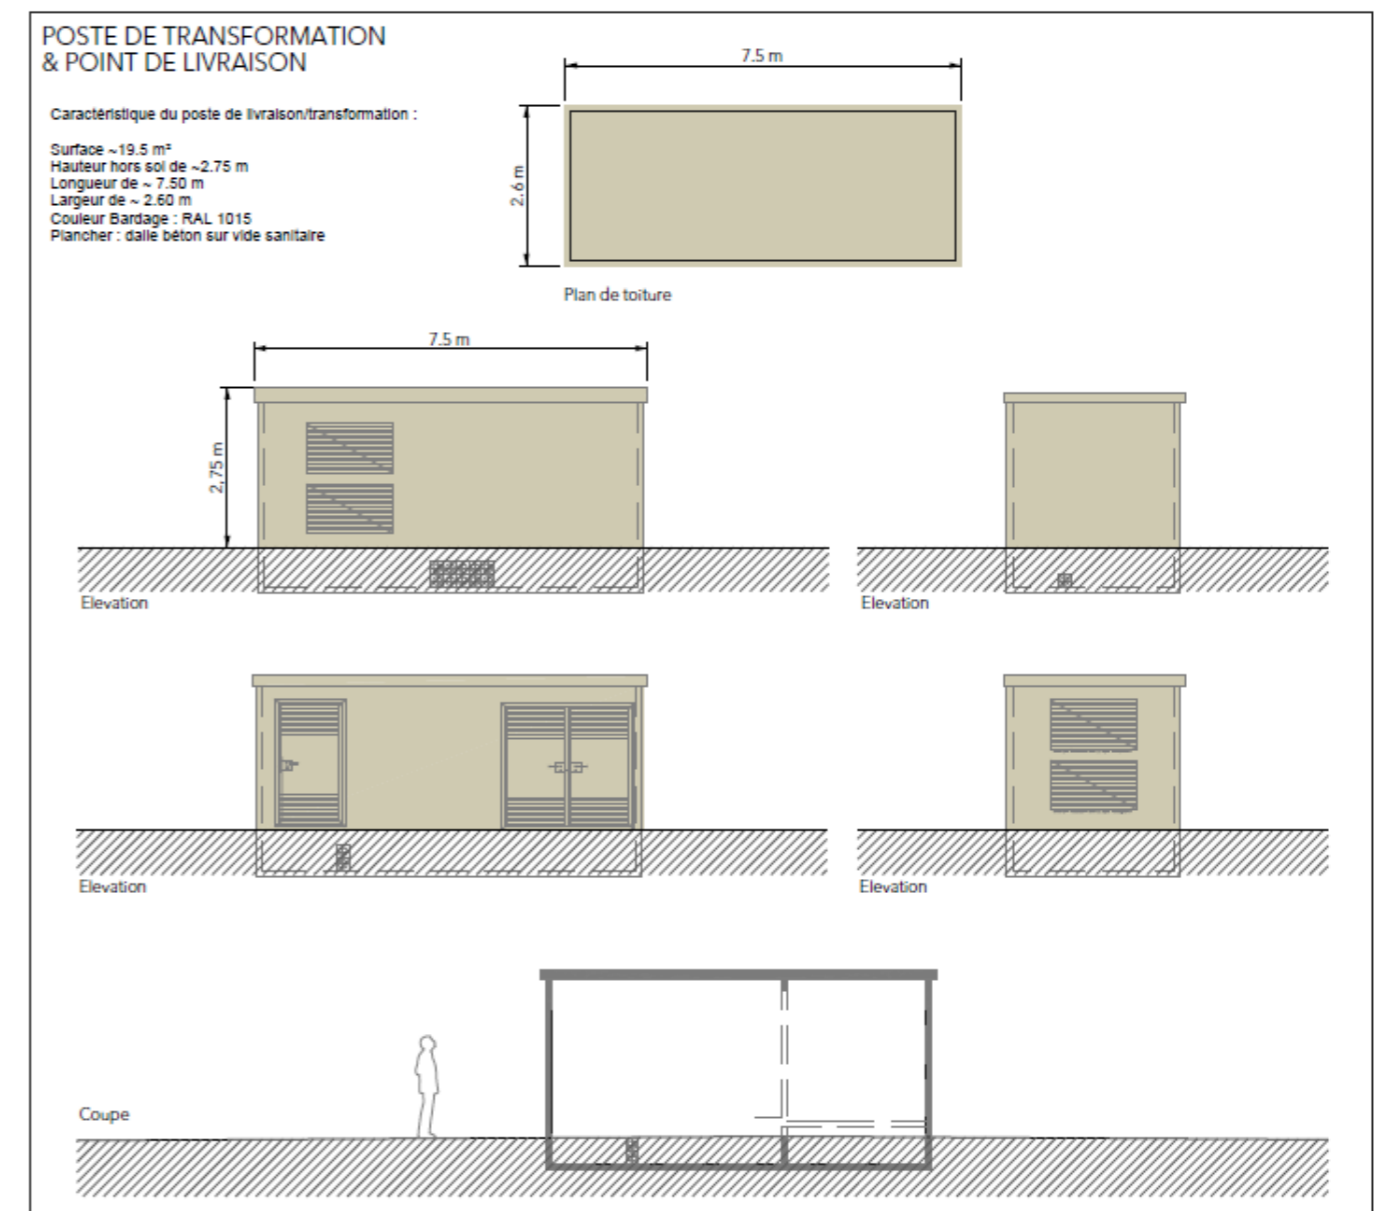 POSTE DE TRANSFORMATION
& POINT DE LIVRAISON
Caractéristique du poste de livraison/transformation :
Surface ~19.5 m²
Hauteur hors sol de ~2.75 m
Longueur de ~ 7.50 m
Largeur de ~ 2.60 m
Couleur Bardage : RAL 1015
Plancher : dalle béton sur vide sanitaire
7.5 m
2.6 m
Plan de toiture
7.5 m
2,75 m
Elevation
Elevation
Elevation
Elevation
Coupe